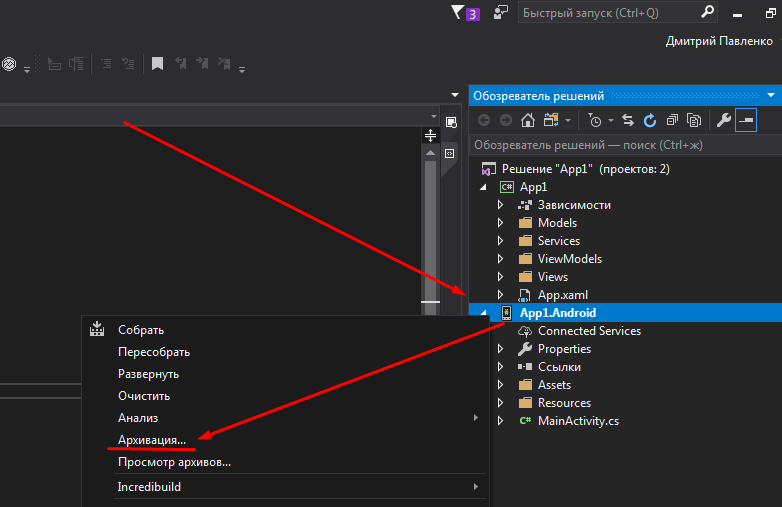 3
Быстрый запуск (Ctrl+Q)
Дмитрий Павленко
Обозреватель решений
Обозреватель решений — поиск (Ctrl+ж)
Решение "App1" (проектов: 2)
C# App1
Зависимости
Models
Services
ViewModels
Views
App.xaml
App1.Android
Connected Services
Properties
Ссылки
Assets
Resources
C# MainActivity.cs
Собрать
Пересобрать
Развернуть
Очистить
Анализ
Архивация...
Просмотр архивов...
Incredibuild